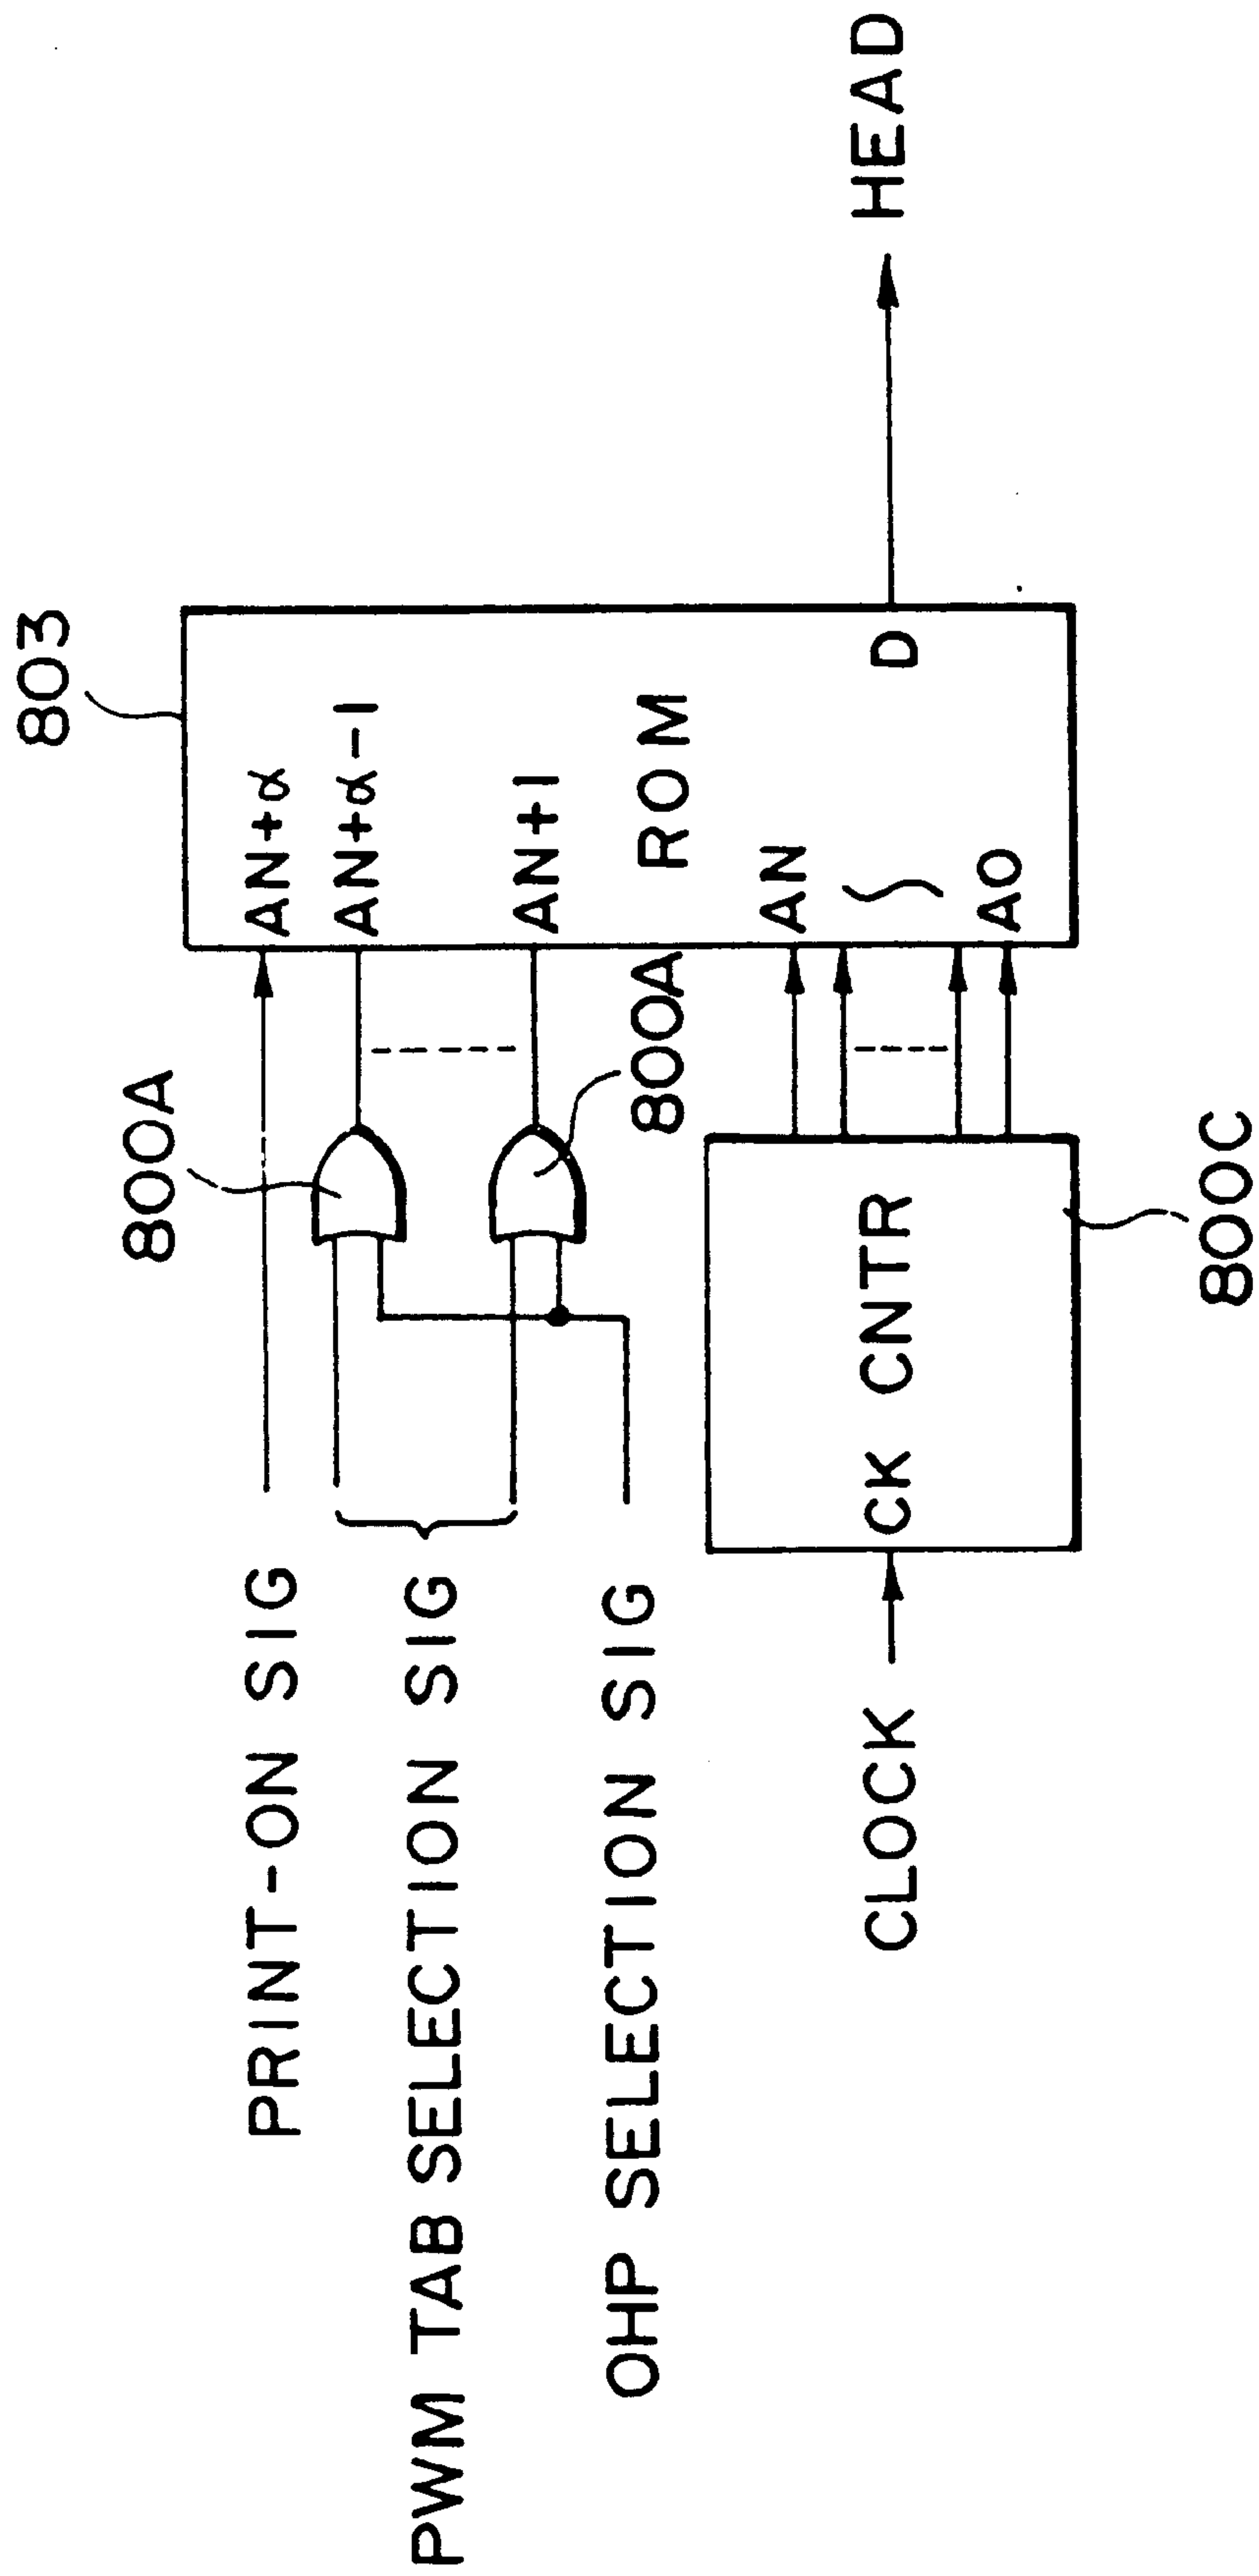 803
PRINT-ON SIG
AN+α
800A
PWM TAB SELECTION SIG
AN+α-1
AN+1
800A
OHP SELECTION SIG
ROM
AN
CLOCK
CK CNTR
D
HEAD
A0
800C